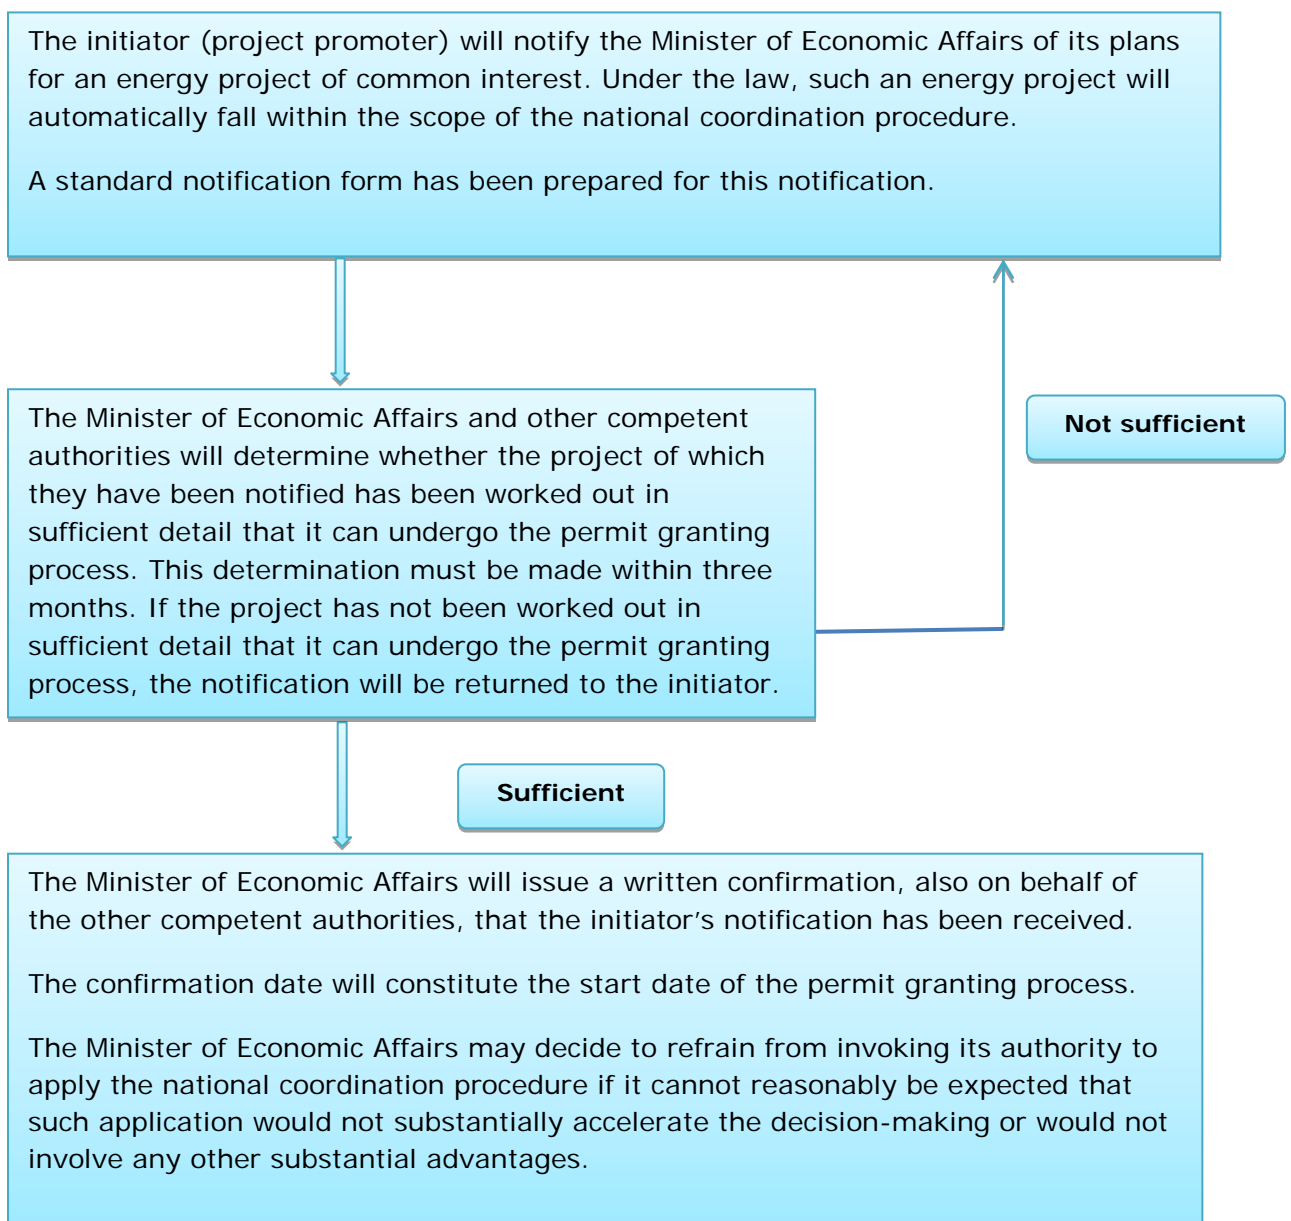 The initiator (project promoter) will notify the Minister of Economic Affairs of its plans
for an energy project of common interest. Under the law, such an energy project will
automatically fall within the scope of the national coordination procedure.
A standard notification form has been prepared for this notification.
The Minister of Economic Affairs and other competent
authorities will determine whether the project of which
they have been notified has been worked out in
sufficient detail that it can undergo the permit granting
process. This determination must be made within three
months. If the project has not been worked out in
sufficient detail that it can undergo the permit granting
process, the notification will be returned to the initiator.
Not sufficient
Sufficient
The Minister of Economic Affairs will issue a written confirmation, also on behalf of
the other competent authorities, that the initiator’s notification has been received.
The confirmation date will constitute the start date of the permit granting process.
The Minister of Economic Affairs may decide to refrain from invoking its authority to
apply the national coordination procedure if it cannot reasonably be expected that
such application would not substantially accelerate the decision-making or would not
involve any other substantial advantages.